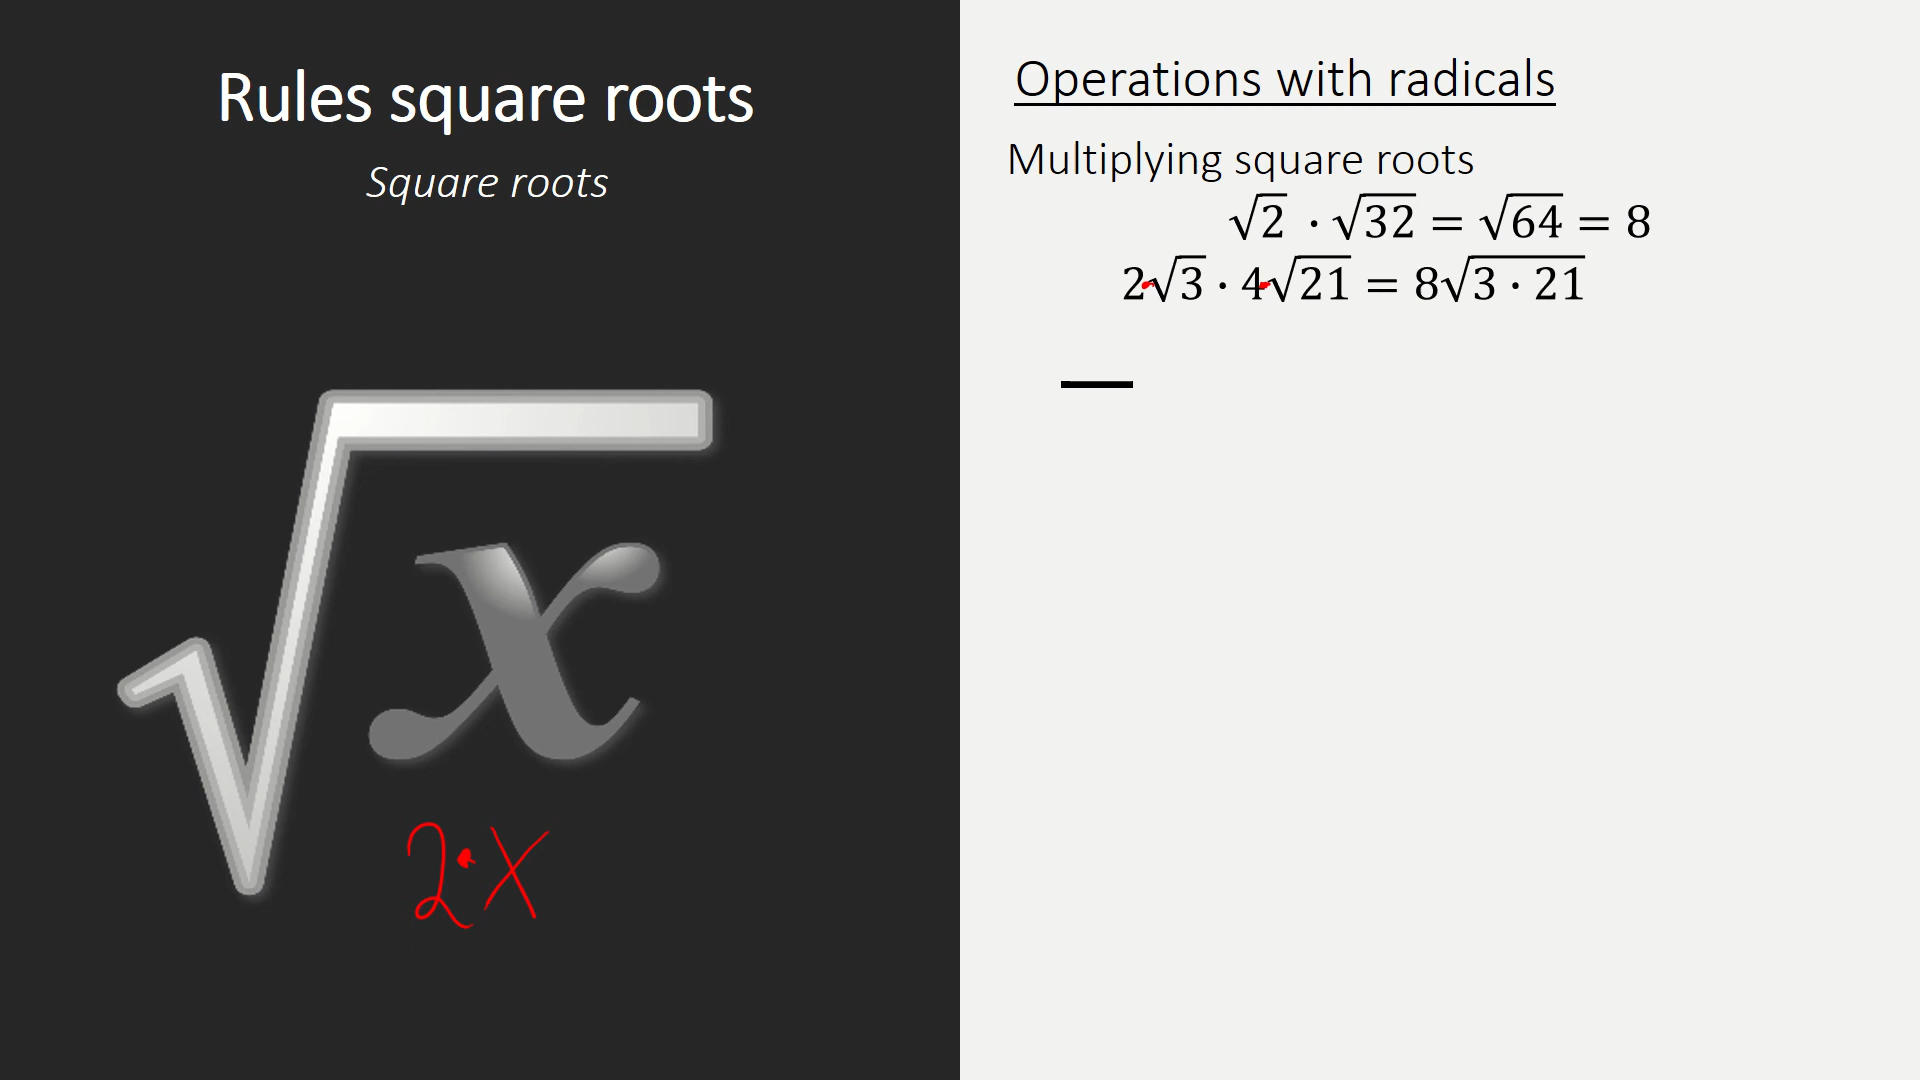 Rules square roots
Square roots
x
2·X
Operations with radicals
Multiplying square roots
√2 · √32 = √64 = 8
2·√3 · 4·√21 = 8√(3 · 21)